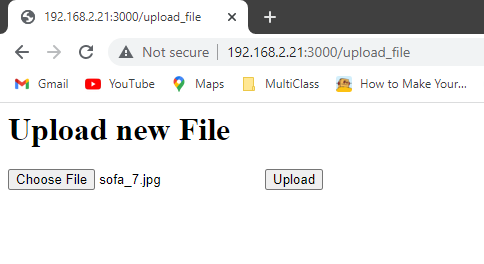 192.168.2.21:3000/upload_file
Not secure | 192.168.2.21:3000/upload_file
Gmail YouTube Maps MultiClass How to Make Your...
Upload new File
Choose File sofa_7.jpg Upload